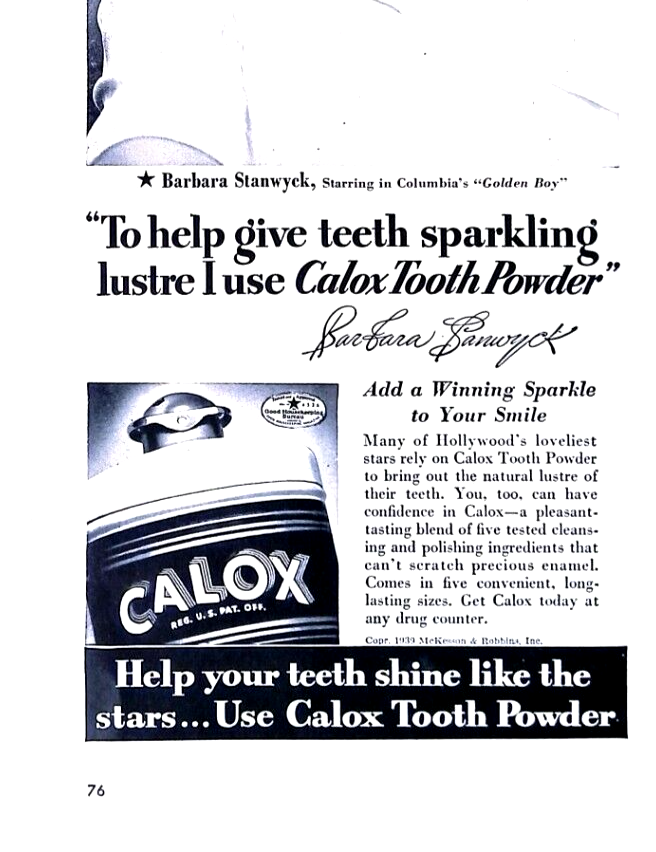 ★ Barbara Stanwyck, Starring in Columbia's "Golden Boy"
"To help give teeth sparkling
lustre I use Calox Tooth Powder"
Barbara Stanwyck
Good Housekeeping
Bureau
CALOX
REG. U.S. PAT. OFF.
Add a Winning Sparkle
to Your Smile
Many of Hollywood's loveliest
stars rely on Calox Tooth Powder
to bring out the natural lustre of
their teeth. You, too, can have
confidence in Calox—a pleasant-
tasting blend of five tested cleans-
ing and polishing ingredients that
can't scratch precious enamel.
Comes in five convenient, long-
lasting sizes. Get Calox today at
any drug counter.
Copr. 1939 McKesson & Robbins, Inc.
Help your teeth shine like the
stars...Use Calox Tooth Powder
76